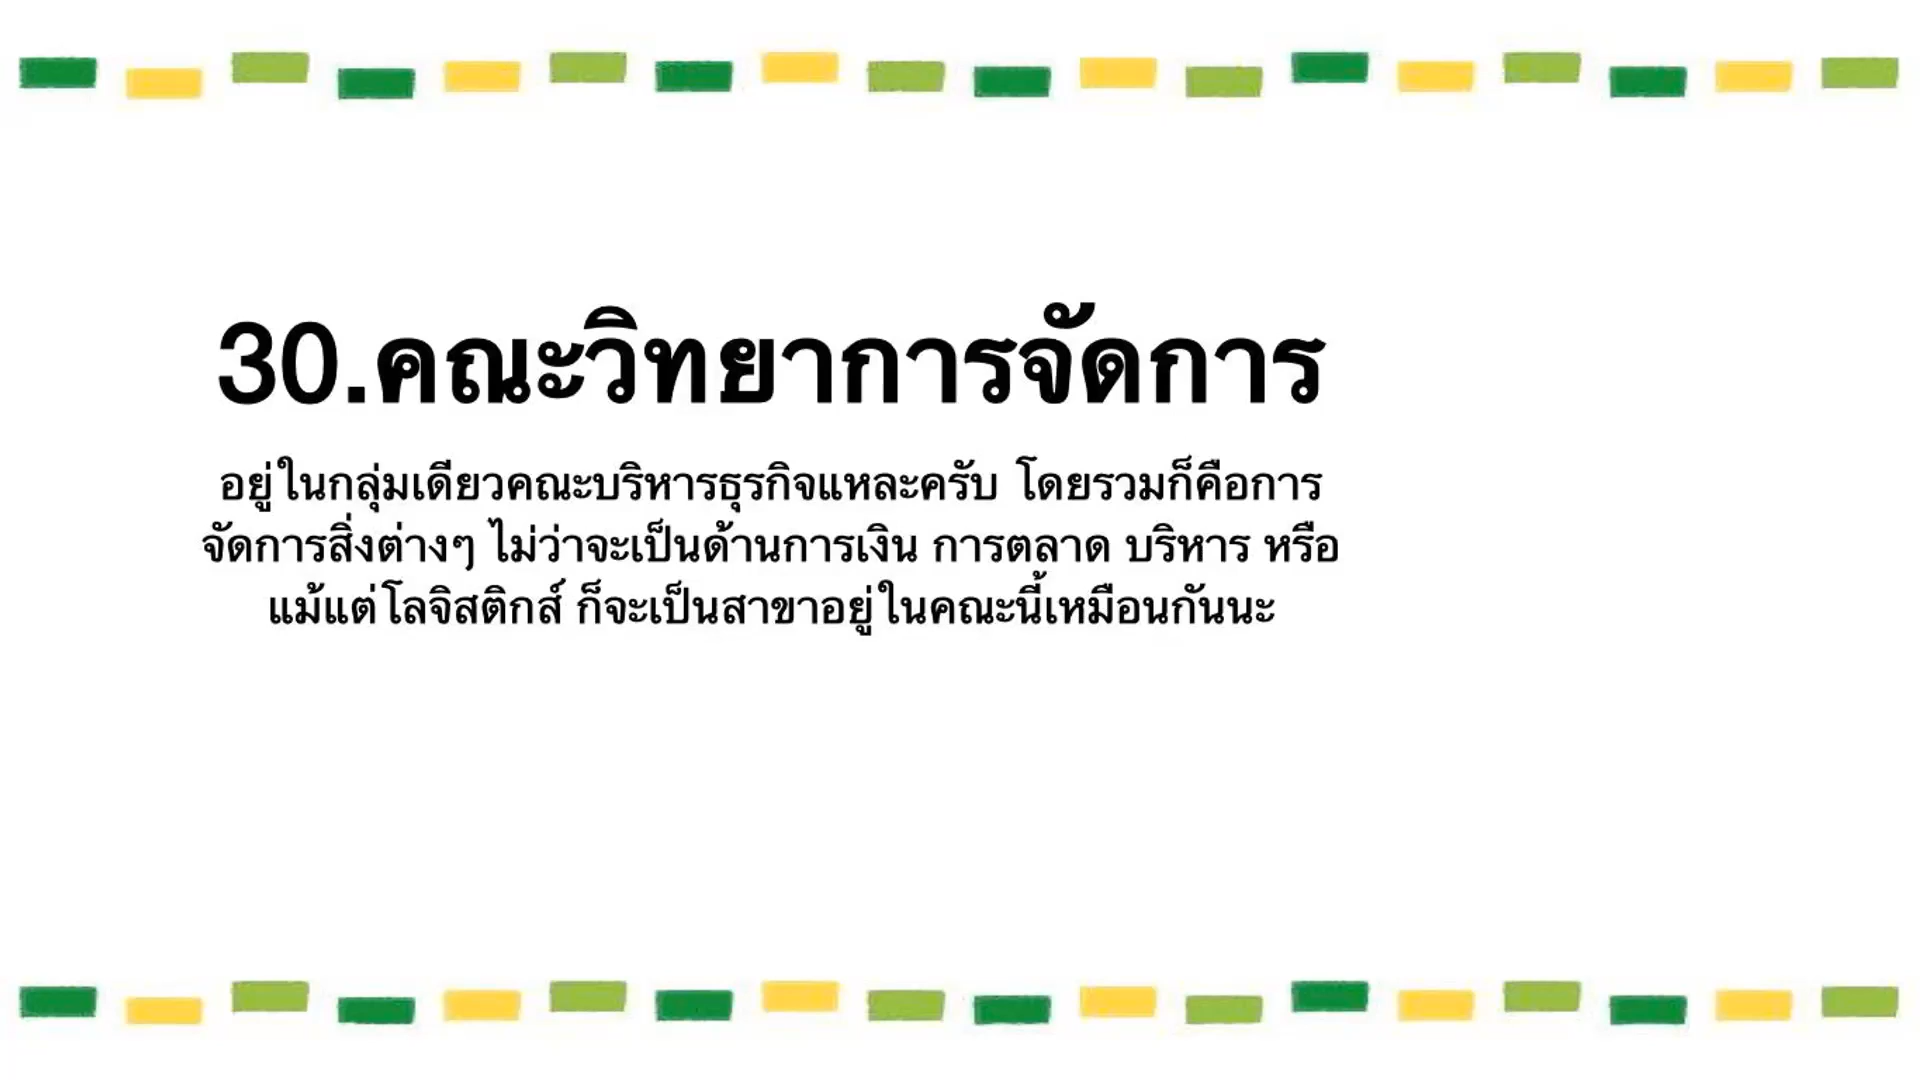 30.คณะวิทยาการจัดการ
อยู่ในกลุ่มเดียวคณะบริหารธุรกิจแหละครับ โดยรวมก็คือการ
จัดการสิ่งต่างๆ ไม่ว่าจะเป็นด้านการเงิน การตลาด บริหาร หรือ
แม้แต่โลจิสติกส์ ก็จะเป็นสาขาอยู่ในคณะนี้เหมือนกันนะ